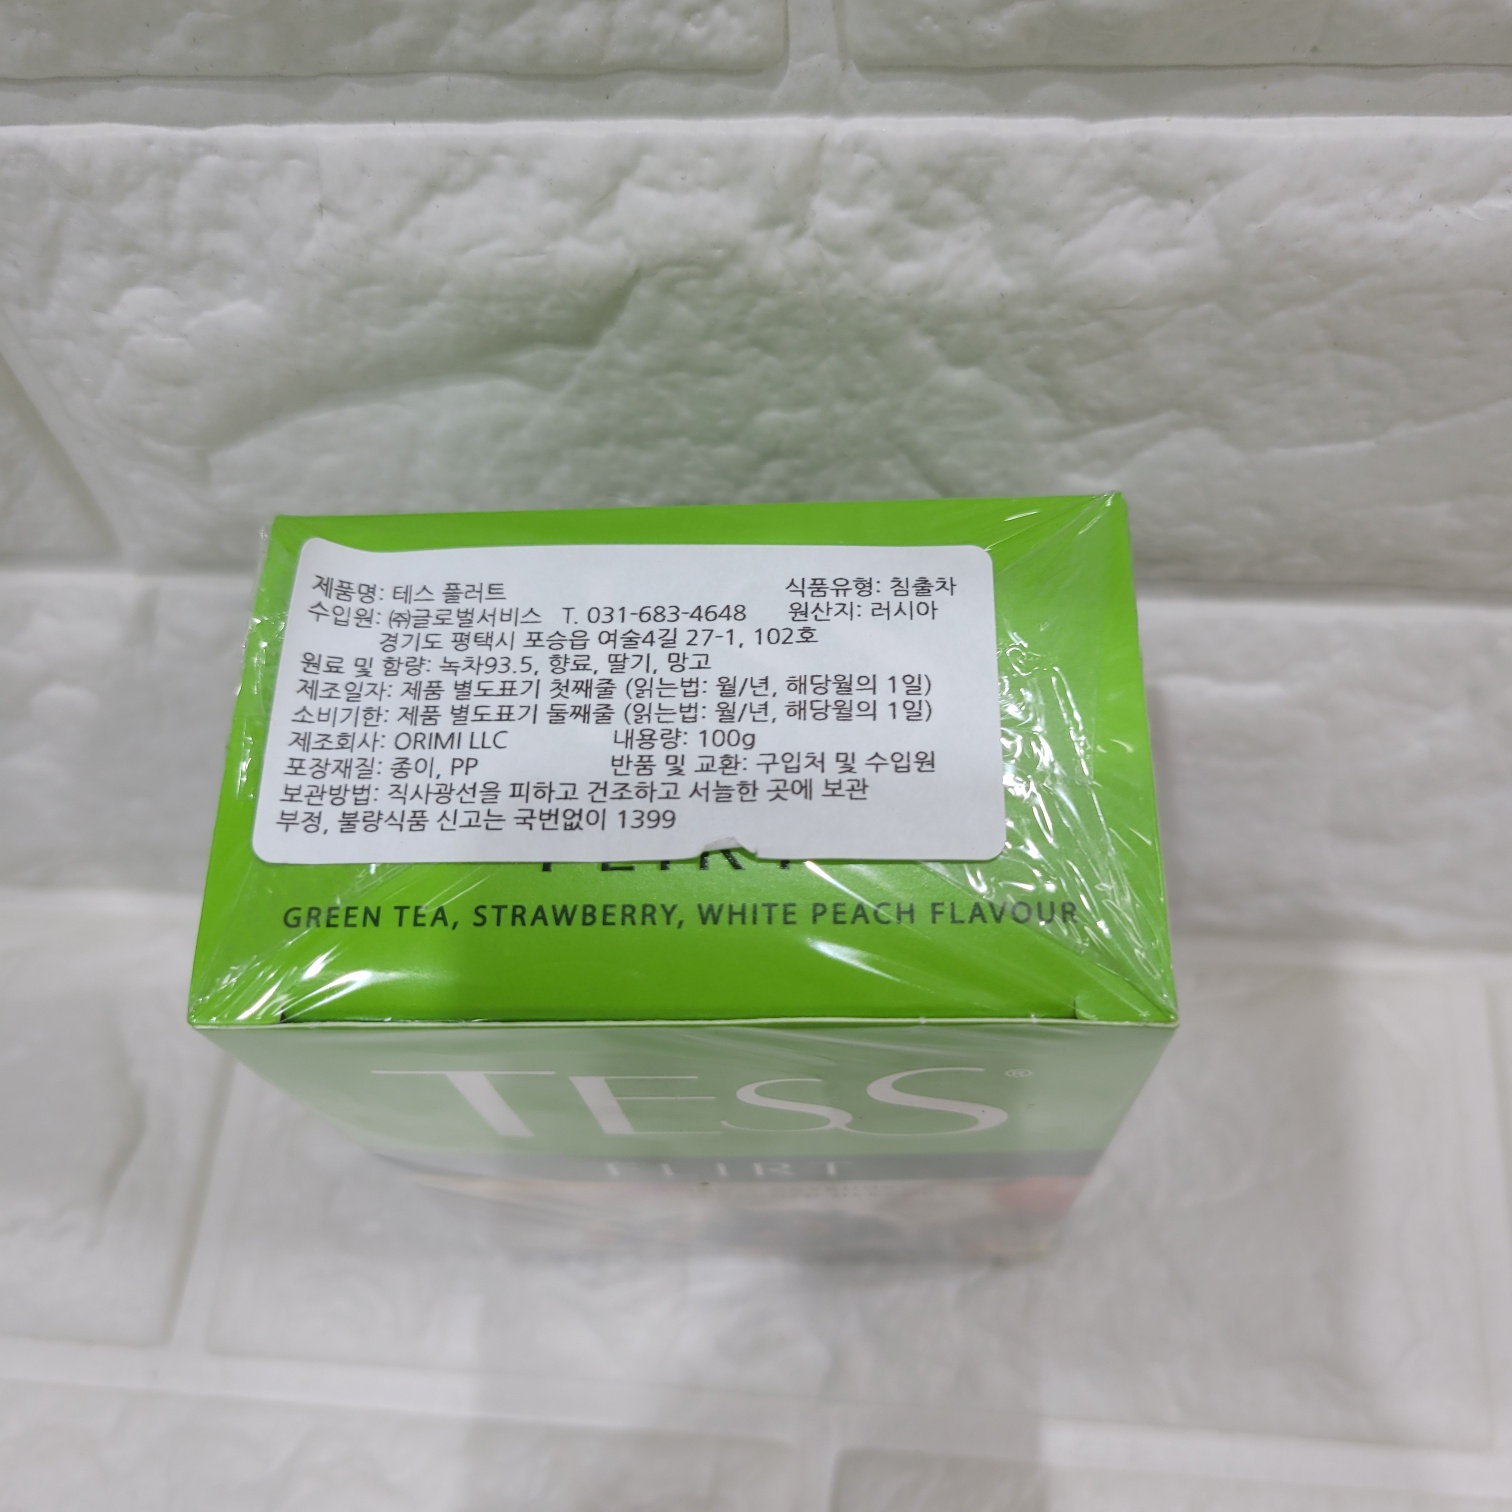 제품명: 테스 플러트 식품유형: 침출차
수입원: ㈜글로벌서비스 T. 031-683-4648 원산지: 러시아
경기도 평택시 포승읍 여술4길 27-1, 102호
원료 및 함량: 녹차93.5, 향료, 딸기, 망고
제조일자: 제품 별도표기 첫째줄 (읽는법: 월/년, 해당월의 1일)
소비기한: 제품 별도표기 둘째줄 (읽는법: 월/년, 해당월의 1일)
제조회사: ORIMI LLC 내용량: 100g
포장재질: 종이, PP 반품 및 교환: 구입처 및 수입원
보관방법: 직사광선을 피하고 건조하고 서늘한 곳에 보관
부정, 불량식품 신고는 국번없이 1399
FLIRT
GREEN TEA, STRAWBERRY, WHITE PEACH FLAVOUR
TESS®
FLIRT